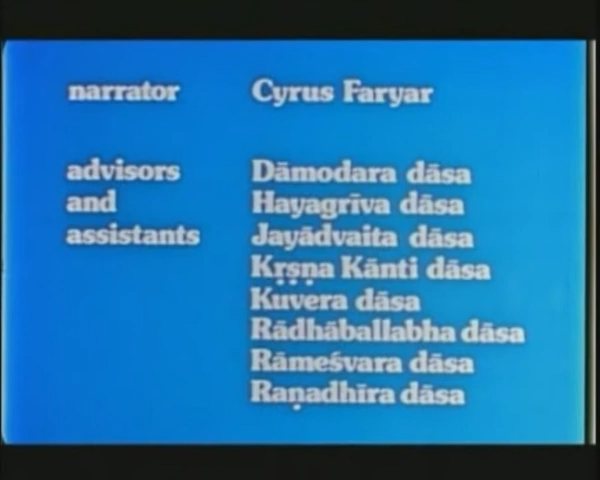 narrator Cyrus Faryar
advisors Dāmodara dāsa
and Hayagrīva dāsa
assistants Jayādvaita dāsa
Kṛṣṇa Kānti dāsa
Kuvera dāsa
Rādhāballabha dāsa
Rāmeśvara dāsa
Raṇadhīra dāsa